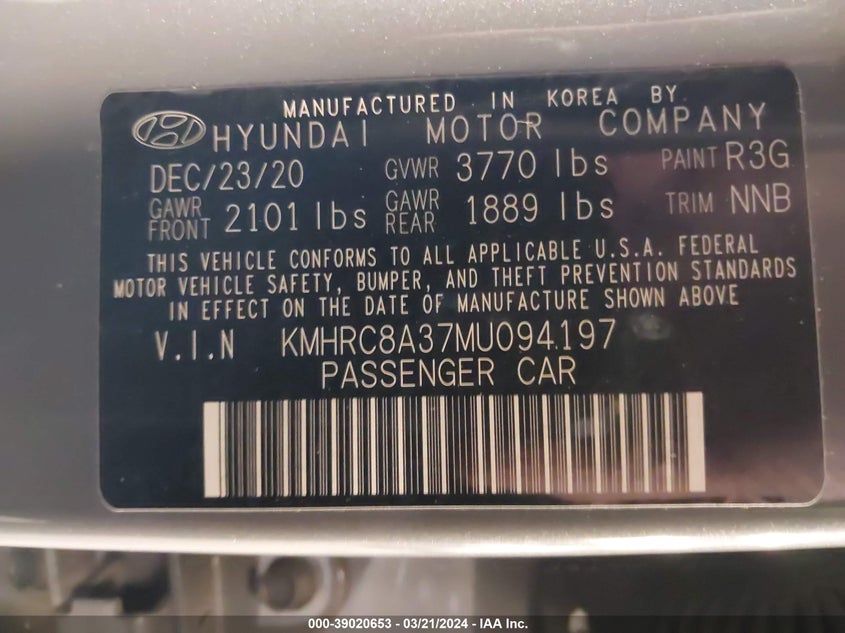 MANUFACTURED IN KOREA BY
HYUNDAI MOTOR COMPANY
DEC/23/20 GVWR 3770 lbs PAINT R3G
GAWR FRONT 2101 lbs GAWR REAR 1889 lbs TRIM NNB
THIS VEHICLE CONFORMS TO ALL APPLICABLE U.S.A. FEDERAL
MOTOR VEHICLE SAFETY, BUMPER, AND THEFT PREVENTION STANDARDS
IN EFFECT ON THE DATE OF MANUFACTURE SHOWN ABOVE
V.I.N KMHRC8A37MU094197
PASSENGER CAR
000-39020653 - 03/21/2024 - IAA Inc.